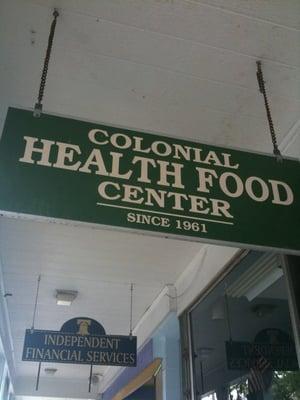 COLONIAL
HEALTH FOOD
CENTER
SINCE 1961
INDEPENDENT
FINANCIAL SERVICES